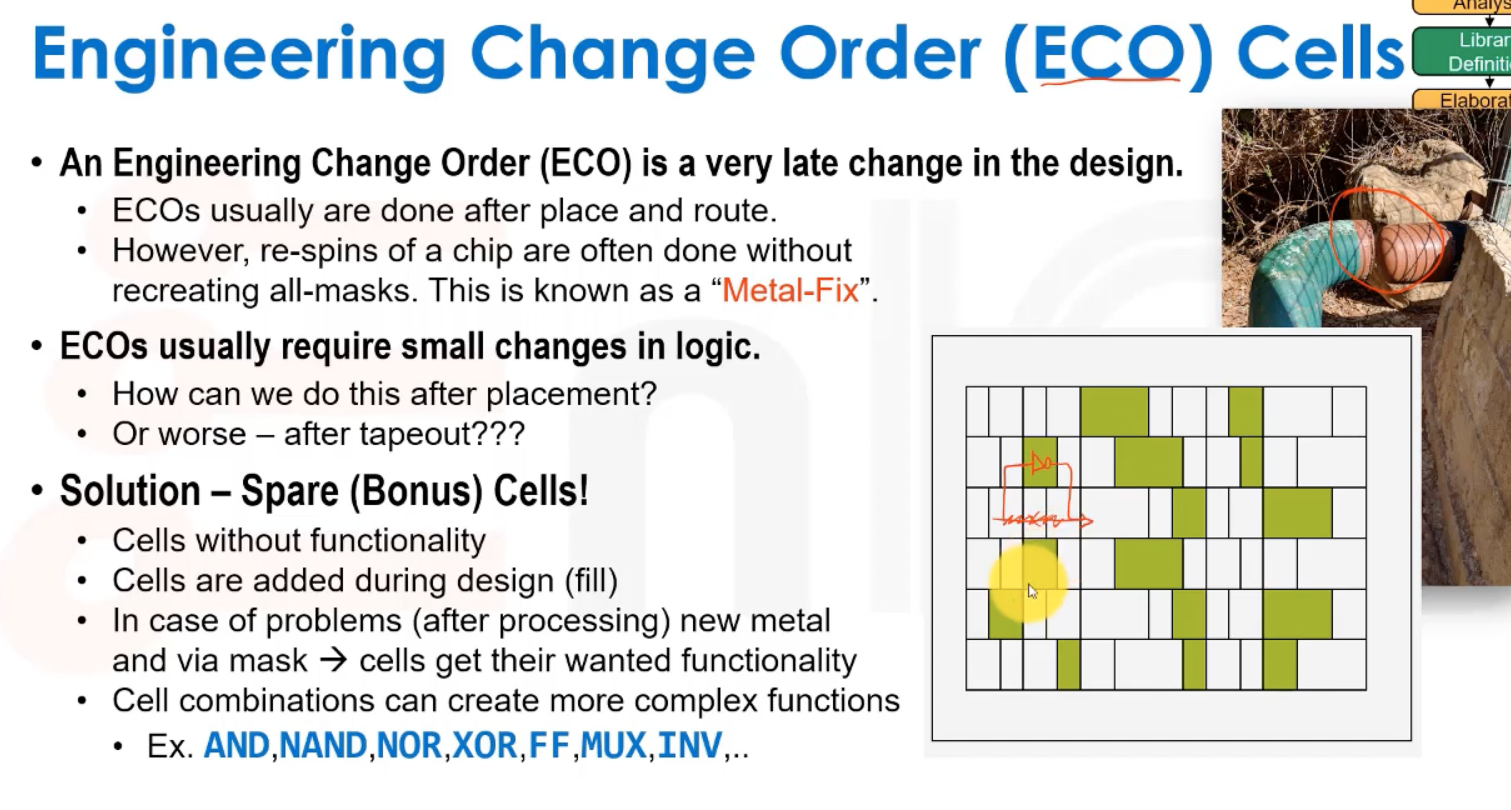 Engineering Change Order (ECO) Cells
Analys
Librar
Definiti
Elaborat
• An Engineering Change Order (ECO) is a very late change in the design.
• ECOs usually are done after place and route.
• However, re-spins of a chip are often done without
recreating all-masks. This is known as a “Metal-Fix”.
• ECOs usually require small changes in logic.
• How can we do this after placement?
• Or worse – after tapeout???
• Solution – Spare (Bonus) Cells!
• Cells without functionality
• Cells are added during design (fill)
• In case of problems (after processing) new metal
and via mask → cells get their wanted functionality
• Cell combinations can create more complex functions
• Ex. AND,NAND,NOR,XOR,FF,MUX,INV,..